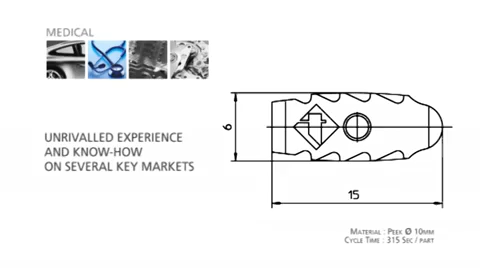 MEDICAL
UNRIVALLED EXPERIENCE
AND KNOW-HOW
ON SEVERAL KEY MARKETS
6
15
MATERIAL : PEEK Ø 10MM
CYCLE TIME : 315 SEC / PART